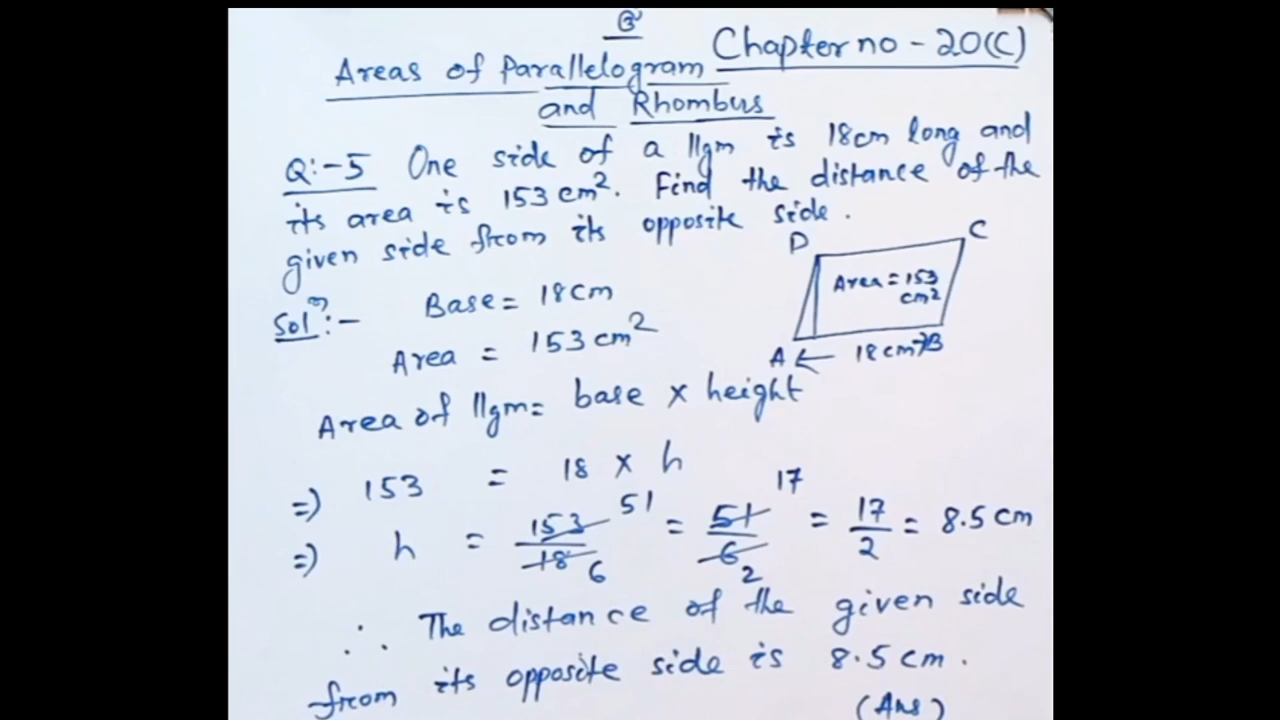 Chapter no - 20(C)
Areas of Parallelogram
and Rhombus
Q:-5 One side of a llgm is 18cm long and
its area is 153 cm². Find the distance of the
given side from its opposite side.
D C
Area = 153
cm²
A ← 18cm → B
Solⁿ:- Base = 18cm
Area = 153 cm²
Area of llgm = base × height
=) 153 = 18 × h
=) h = 153/18 51 6 = 51/6 17 2 = 17/2 = 8.5 cm
∴ The distance of the given side
from its opposite side is 8.5 cm.
(Ans)